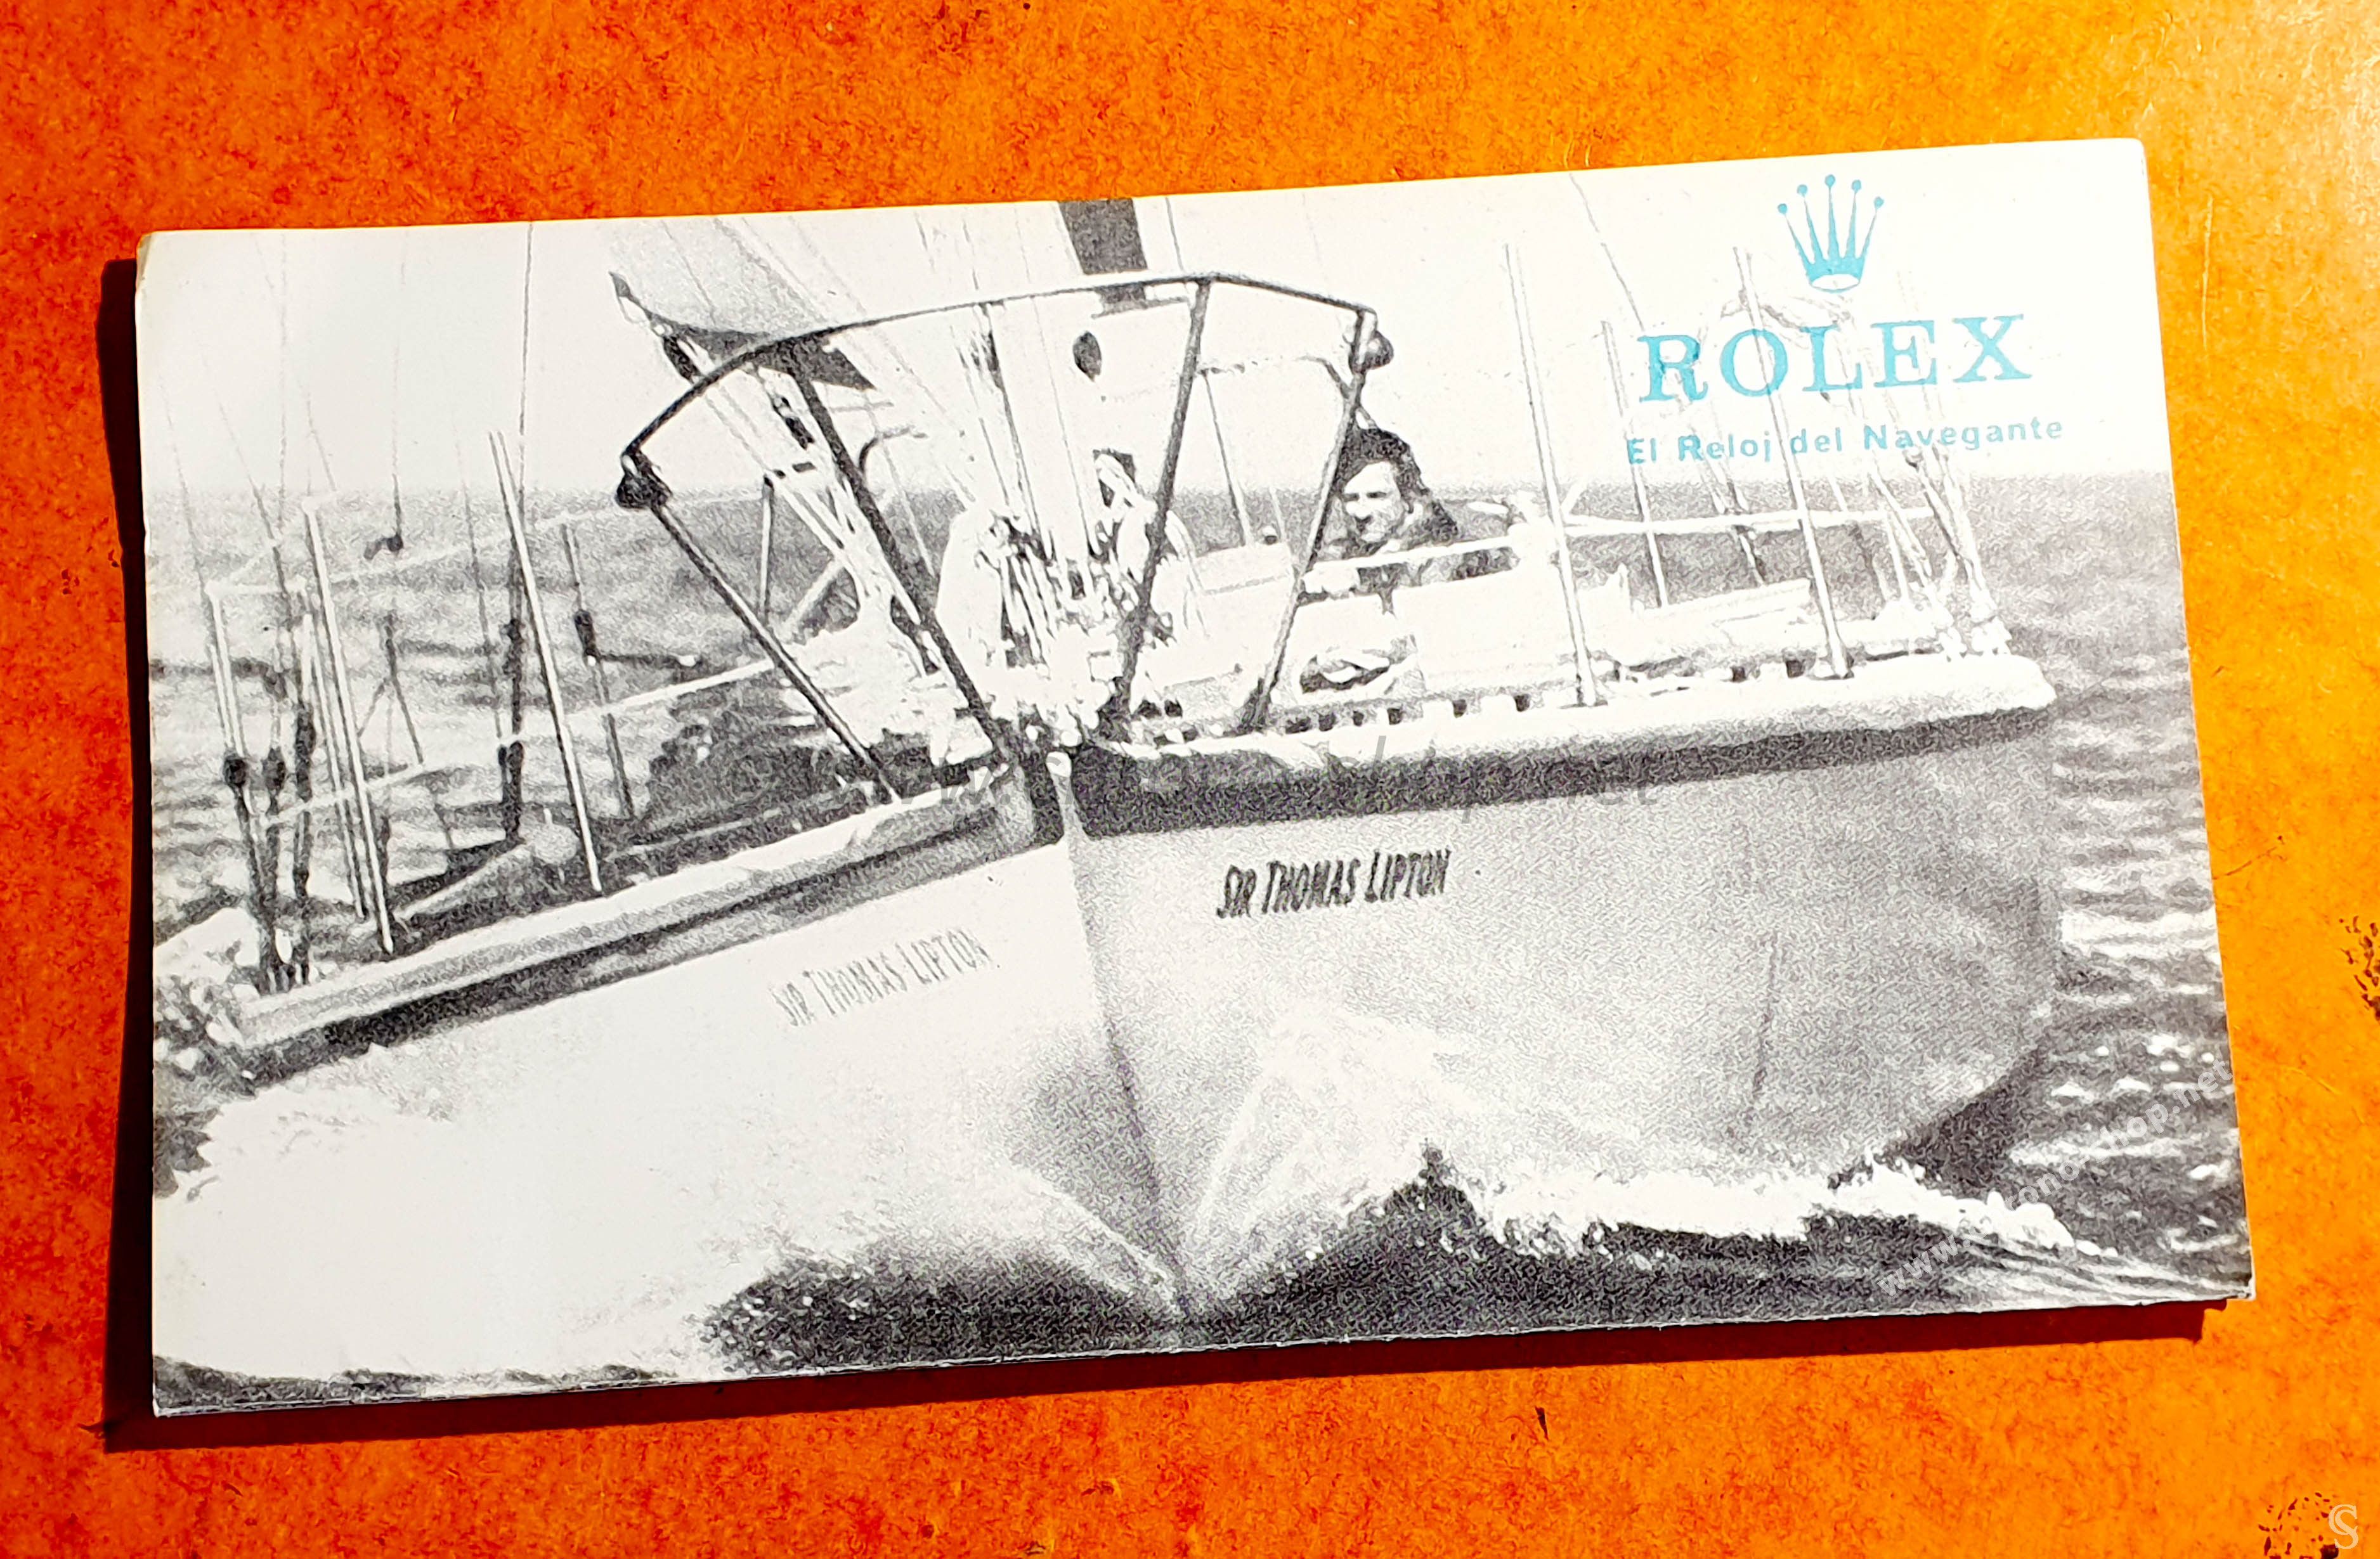 ROLEX
El Reloj del Navegante
SIR THOMAS LIPTON
SIR THOMAS LIPTON